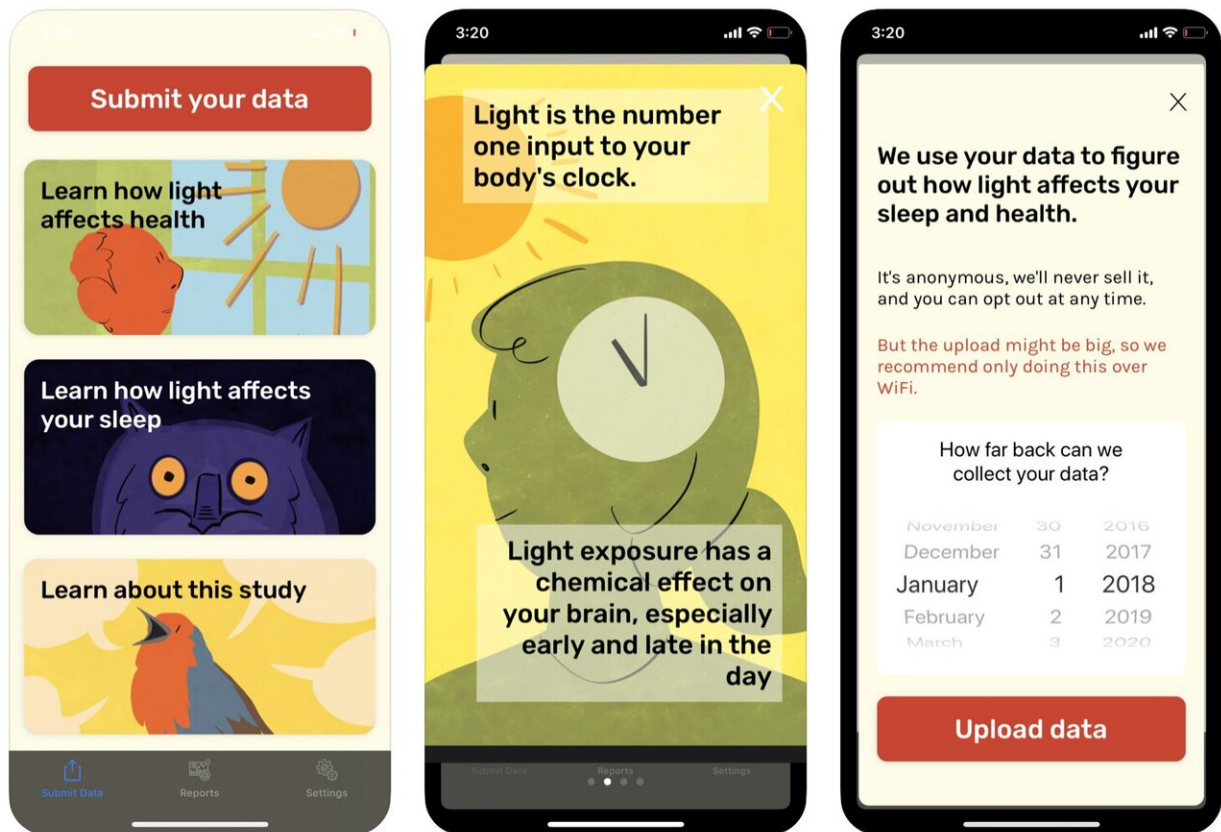 Submit your data
Learn how light
affects health
Learn how light affects
your sleep
Learn about this study
Submit Data
Reports
Settings
3:20
Light is the number
one input to your
body's clock.
Light exposure has a
chemical effect on
your brain, especially
early and late in the
day
Submit Data
Reports
Settings
3:20
We use your data to figure
out how light affects your
sleep and health.
It's anonymous, we'll never sell it,
and you can opt out at any time.
But the upload might be big, so we
recommend only doing this over
WiFi.
How far back can we
collect your data?
November 30 2016
December 31 2017
January 1 2018
February 2 2019
March 3 2020
Upload data